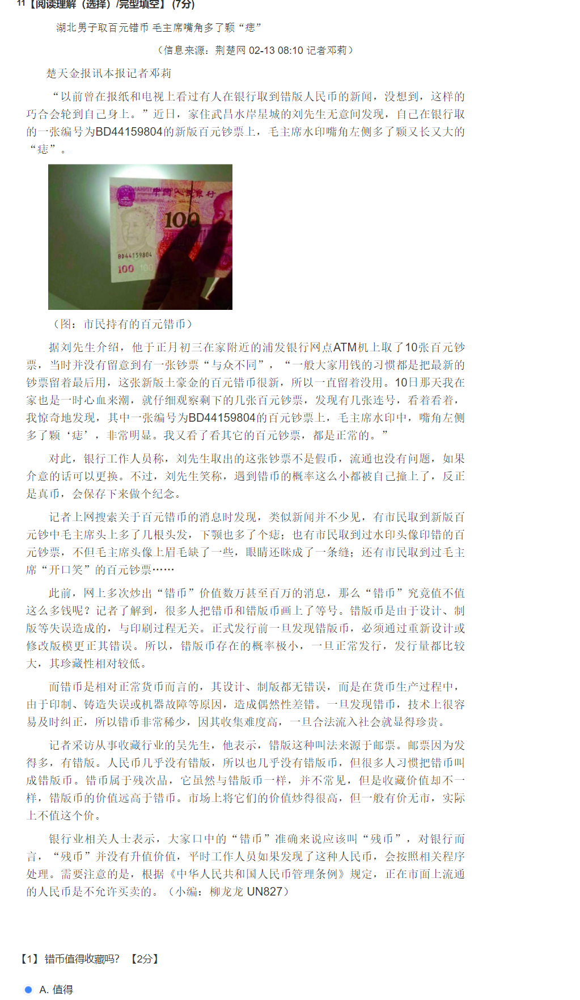 11【阅读理解（选择）/完型填空】 (7分)
湖北男子取百元错币 毛主席嘴角多了颗“痣”
（信息来源：荆楚网 02-13 08:10 记者邓莉）
楚天金报讯本报记者邓莉
“以前曾在报纸和电视上看过有人在银行取到错版人民币的新闻，没想到，这样的
巧合会轮到自己身上。”近日，家住武昌水岸星城的刘先生无意间发现，自己在银行取
的一张编号为BD44159804的新版百元钞票上，毛主席水印嘴角左侧多了颗又长又大的
“痣”。
中国人民银行
100
BD44159804
100 100
（图：市民持有的百元错币）
据刘先生介绍，他于正月初三在家附近的浦发银行网点ATM机上取了10张百元钞
票，当时并没有留意到有一张钞票“与众不同”，“一般大家用钱的习惯都是把最新的
钞票留着最后用，这张新版土豪金的百元错币很新，所以一直留着没用。10日那天我在
家也是一时心血来潮，就仔细观察剩下的几张百元钞票，发现有几张连号，看着看着，
我惊奇地发现，其中一张编号为BD44159804的百元钞票上，毛主席水印中，嘴角左侧
多了颗‘痣’，非常明显。我又看了看其它的百元钞票，都是正常的。”
对此，银行工作人员称，刘先生取出的这张钞票不是假币，流通也没有问题，如果
介意的话可以更换。不过，刘先生笑称，遇到错币的概率这么小都被自己撞上了，反正
是真币，会保存下来做个纪念。
记者上网搜索关于百元错币的消息时发现，类似新闻并不少见，有市民取到新版百
元钞中毛主席头上多了几根头发，下颚也多了个痣；也有市民取到过水印头像印错的百
元钞票，不但毛主席头像上眉毛缺了一些，眼睛还眯成了一条缝；还有市民取到过毛主
席“开口笑”的百元钞票……
此前，网上多次炒出“错币”价值数万甚至百万的消息，那么“错币”究竟值不值
这么多钱呢？记者了解到，很多人把错币和错版币画上了等号。错版币是由于设计、制
版等失误造成的，与印刷过程无关。正式发行前一旦发现错版币，必须通过重新设计或
修改版模更正其错误。所以，错版币存在的概率极小，一旦正常发行，发行量都比较
大，其珍藏性相对较低。
而错币是相对正常货币而言的，其设计、制版都无错误，而是在货币生产过程中，
由于印制、铸造失误或机器故障等原因，造成偶然性差错。一旦发现错币，技术上很容
易及时纠正，所以错币非常稀少，因其收集难度高，一旦合法流入社会就显得珍贵。
记者采访从事收藏行业的吴先生，他表示，错版这种叫法来源于邮票。邮票因为发
得多，有错版。人民币几乎没有错版，所以也几乎没有错版币，但很多人习惯把错币叫
成错版币。错币属于残次品，它虽然与错版币一样，并不常见，但是收藏价值却不一
样，错版币的价值远高于错币。市场上将它们的价值炒得很高，但一般有价无市，实际
上不值这个价。
银行业相关人士表示，大家口中的“错币”准确来说应该叫“残币”，对银行而
言，“残币”并没有升值价值，平时工作人员如果发现了这种人民币，会按照相关程序
处理。需要注意的是，根据《中华人民共和国人民币管理条例》规定，正在市面上流通
的人民币是不允许买卖的。（小编：柳龙龙 UN827）
【1】 错币值得收藏吗？ 【2分】
A. 值得